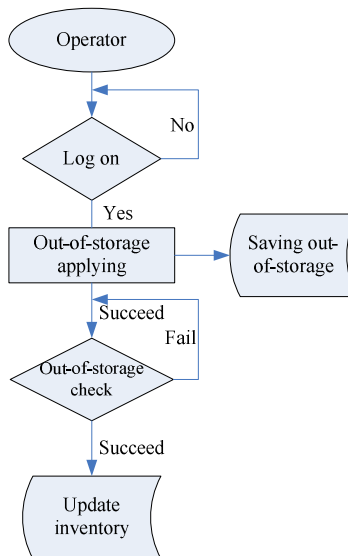 Operator
No
Log on
Yes
Out-of-storage
applying
Saving out-
of-storage
Succeed
Fail
Out-of-storage
check
Succeed
Update
inventory